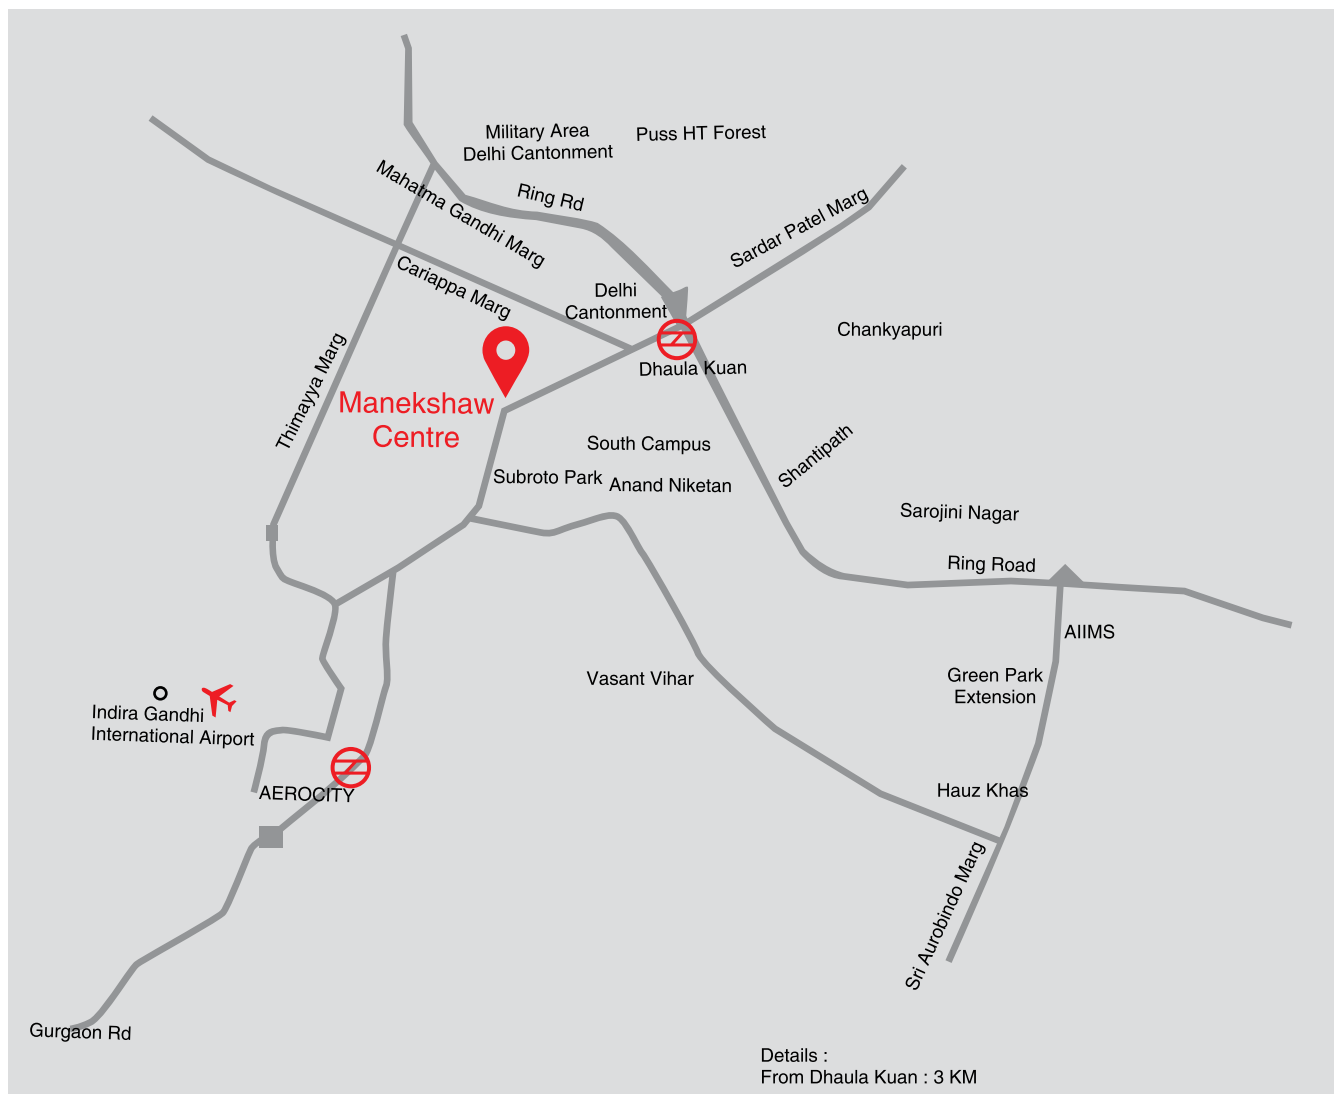 Military Area
Delhi Cantonment
Puss HT Forest
Mahatma Gandhi Marg
Ring Rd
Sardar Patel Marg
Cariappa Marg
Delhi
Cantonment
Chankyapuri
Thimayya Marg
Dhaula Kuan
Manekshaw
Centre
South Campus
Shantipath
Subroto Park
Anand Niketan
Sarojini Nagar
Ring Road
AIIMS
Green Park
Extension
Vasant Vihar
Indira Gandhi
International Airport
AEROCITY
Hauz Khas
Sri Aurobindo Marg
Gurgaon Rd
Details :
From Dhaula Kuan : 3 KM